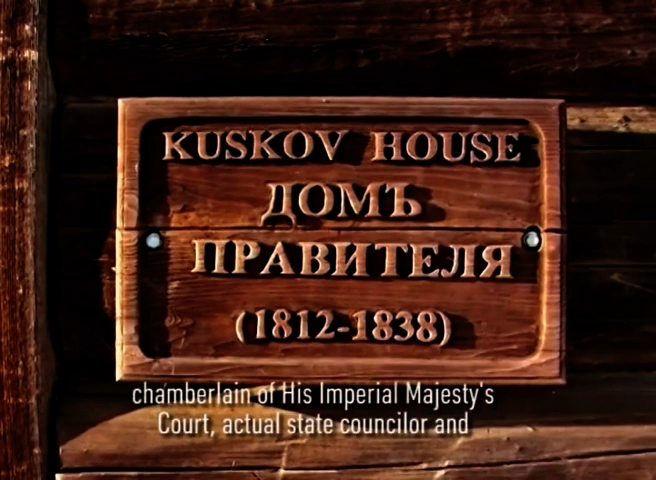 KUSKOV HOUSE
ДОМЪ
ПРАВИТЕЛЯ
(1812-1838)
chamberlain of His Imperial Majesty's
Court, actual state councilor and